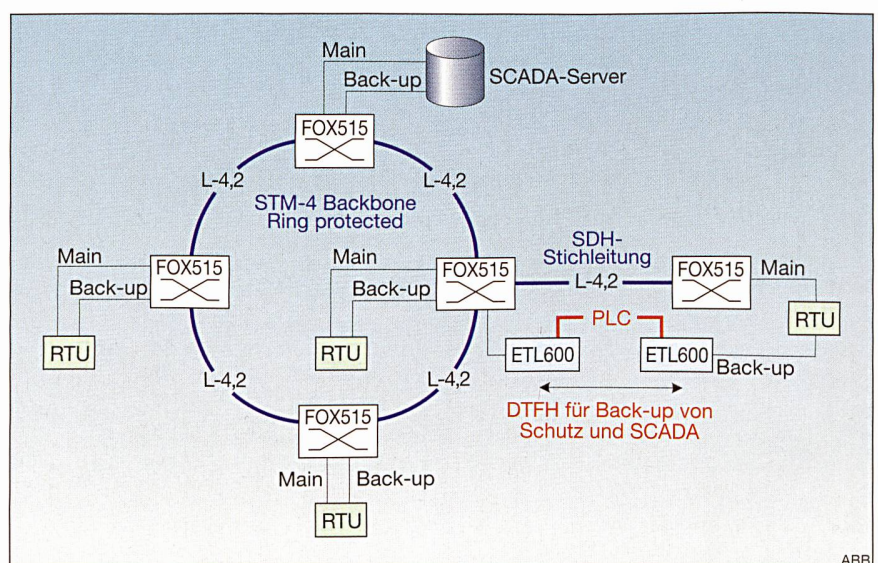 Main
Back-up
SCADA-Server
FOX515
L-4,2
L-4,2
STM-4 Backbone
Ring protected
Main
Back-up
FOX515
RTU
Main
Back-up
FOX515
RTU
SDH-
Stichleitung
L-4,2
FOX515
Main
RTU
PLC
ETL600
ETL600
Back-up
DTFH für Back-up von
Schutz und SCADA
L-4,2
L-4,2
FOX515
Main
Back-up
RTU
ABB